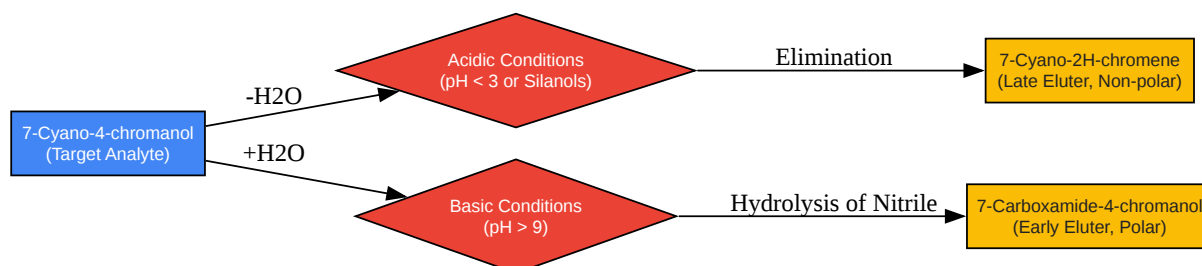 7-Cyano-4-chromanol
(Target Analyte)
-H2O
+H2O
Acidic Conditions
(pH < 3 or Silanols)
Elimination
7-Cyano-2H-chromene
(Late Eluter, Non-polar)
Basic Conditions
(pH > 9)
Hydrolysis of Nitrile
7-Carboxamide-4-chromanol
(Early Eluter, Polar)